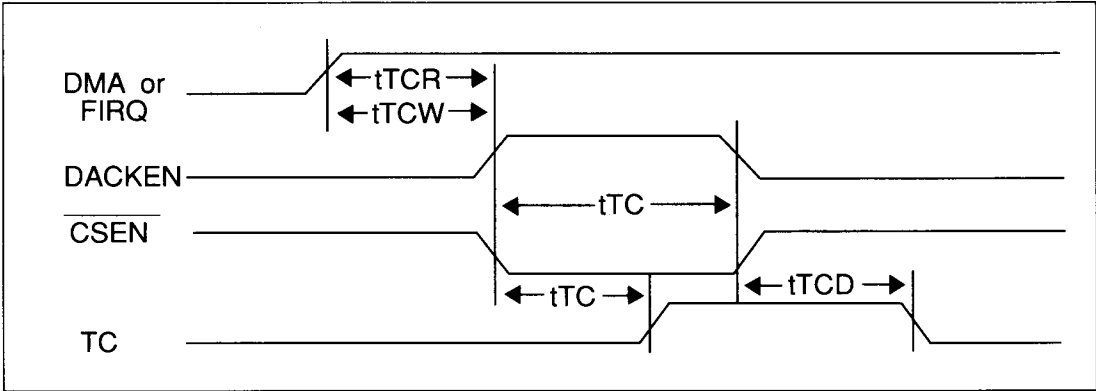 DMA or
FIRQ
tTCR
tTCW
DACKEN
tTC
CSEN
tTC
tTCD
TC